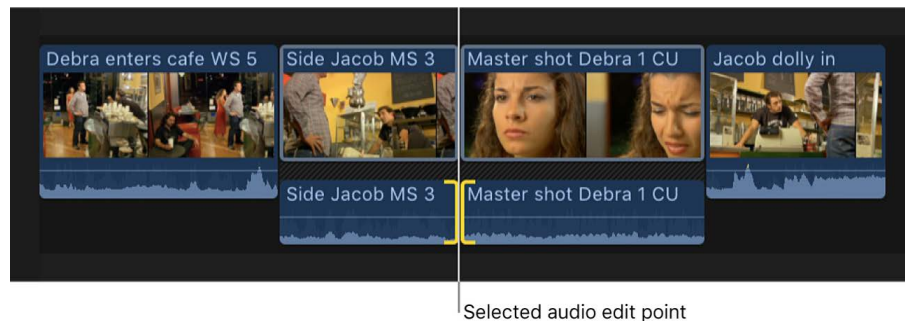 Debra enters cafe WS 5
Side Jacob MS 3
Master shot Debra 1 CU
Jacob dolly in
Side Jacob MS 3
Master shot Debra 1 CU
Selected audio edit point